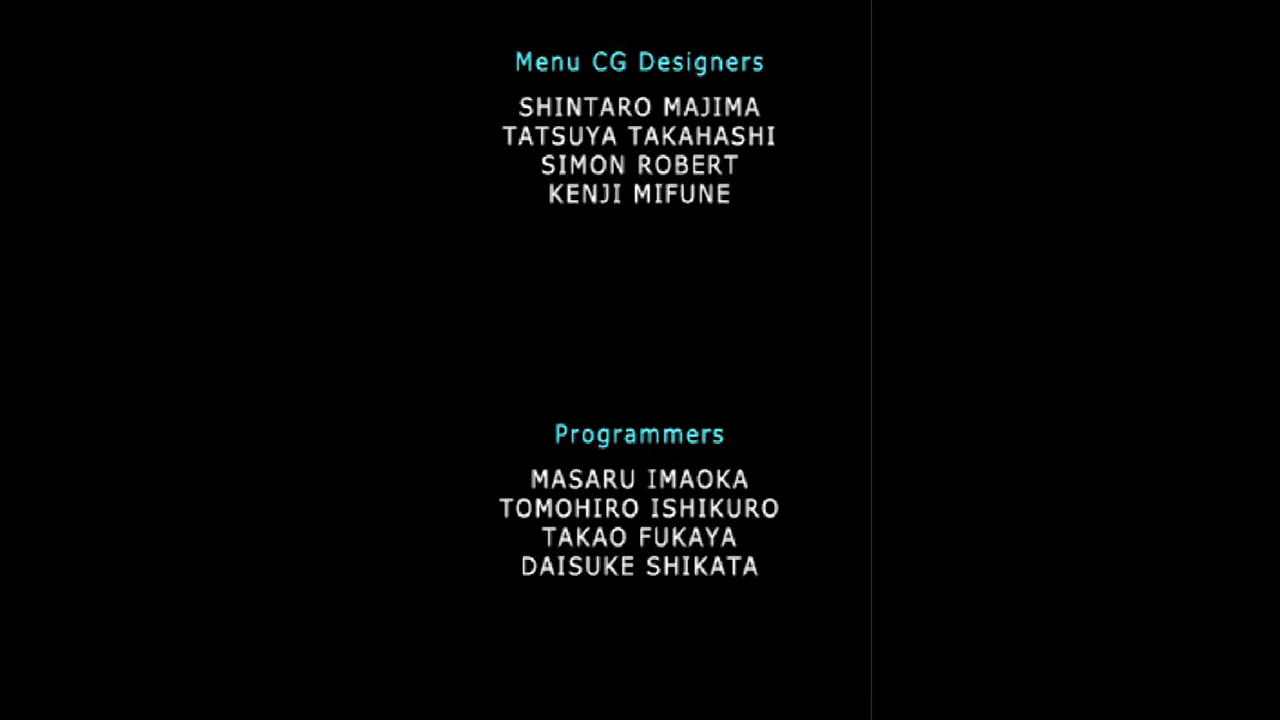 Menu CG Designers
SHINTARO MAJIMA
TATSUYA TAKAHASHI
SIMON ROBERT
KENJI MIFUNE
Programmers
MASARU IMAOKA
TOMOHIRO ISHIKURO
TAKAO FUKAYA
DAISUKE SHIKATA